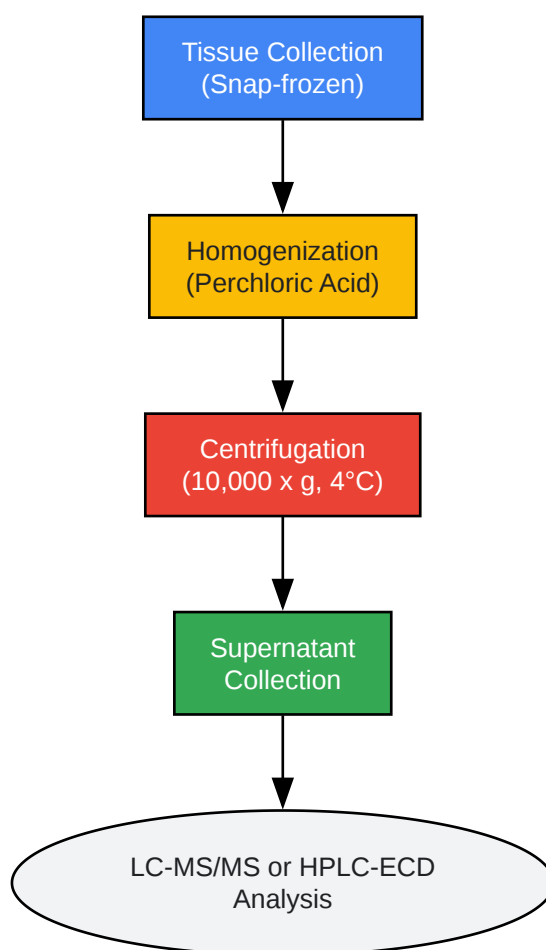 Tissue Collection
(Snap-frozen)
Homogenization
(Perchloric Acid)
Centrifugation
(10,000 x g, 4°C)
Supernatant
Collection
LC-MS/MS or HPLC-ECD
Analysis